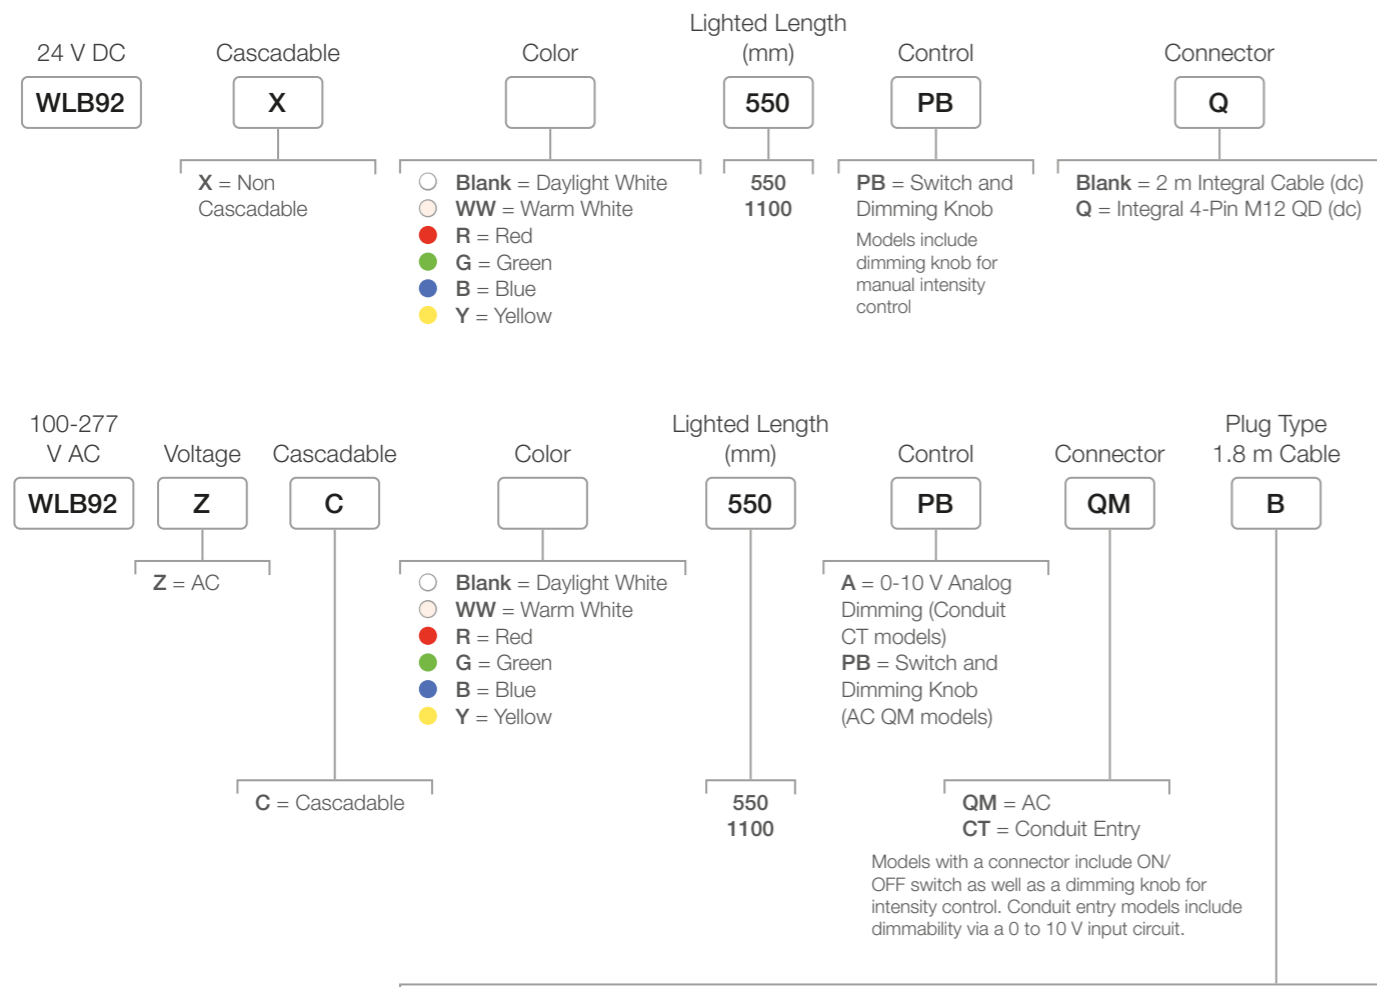 24 V DC
Cascadable
Color
Lighted Length
(mm)
Control
Connector
WLB92
X
550
PB
Q
X = Non
Cascadable
Blank = Daylight White
WW = Warm White
R = Red
G = Green
B = Blue
Y = Yellow
550
1100
PB = Switch and
Dimming Knob
Models include
dimming knob for
manual intensity
control
Blank = 2 m Integral Cable (dc)
Q = Integral 4-Pin M12 QD (dc)
100-277
V AC
Voltage
Cascadable
Color
Lighted Length
(mm)
Control
Connector
Plug Type
1.8 m Cable
WLB92
Z
C
550
PB
QM
B
Z = AC
C = Cascadable
Blank = Daylight White
WW = Warm White
R = Red
G = Green
B = Blue
Y = Yellow
550
1100
A = 0-10 V Analog
Dimming (Conduit
CT models)
PB = Switch and
Dimming Knob
(AC QM models)
QM = AC
CT = Conduit Entry
Models with a connector include ON/
OFF switch as well as a dimming knob for
intensity control. Conduit entry models include
dimmability via a 0 to 10 V input circuit.